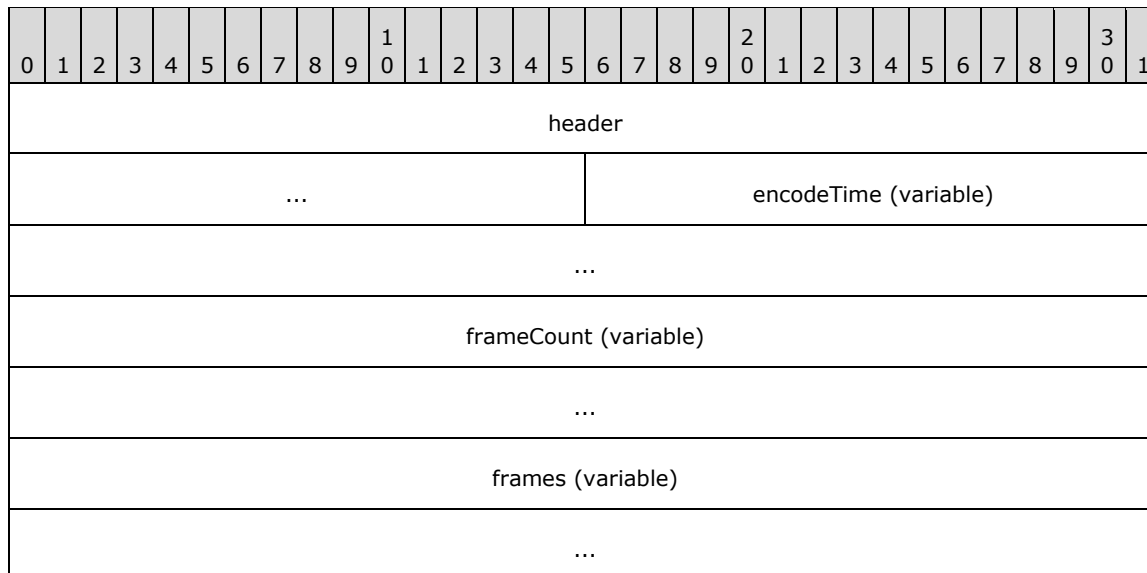 1 2 3
0 1 2 3 4 5 6 7 8 9 0 1 2 3 4 5 6 7 8 9 0 1 2 3 4 5 6 7 8 9 0 1
header
... encodeTime (variable)
...
frameCount (variable)
...
frames (variable)
...